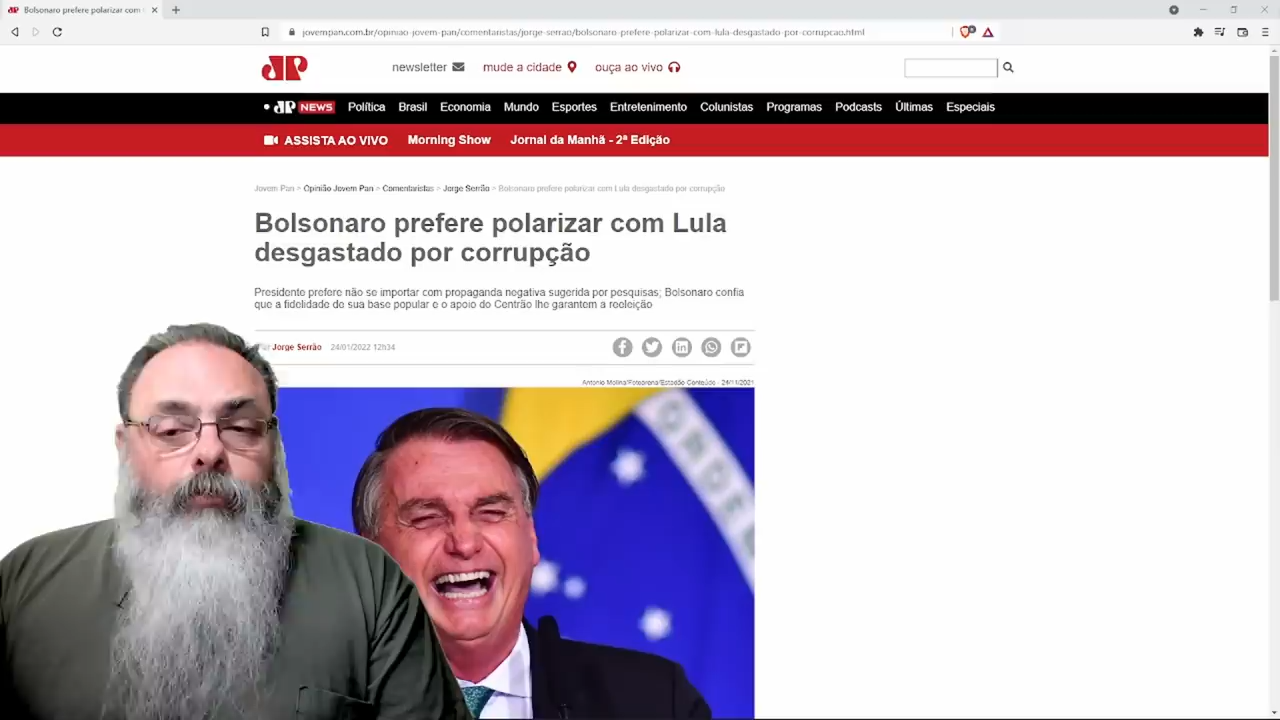 Bolsonaro prefere polarizar com
jovempan.com.br/opiniao-jovem-pan/comentaristas/jorge-serrao/bolsonaro-prefere-polarizar-com-lula-desgastado-por-corrupcao.html
JP
newsletter
mude a cidade
ouça ao vivo
JP NEWS Política Brasil Economia Mundo Esportes Entretenimento Colunistas Programas Podcasts Últimas Especiais
ASSISTA AO VIVO Morning Show Jornal da Manhã - 2ª Edição
Jovem Pan > Opinião Jovem Pan > Comentaristas > Jorge Serrão > Bolsonaro prefere polarizar com Lula desgastado por corrupção
Bolsonaro prefere polarizar com Lula
desgastado por corrupção
Presidente prefere não se importar com propaganda negativa sugerida por pesquisas; Bolsonaro confia
que a fidelidade de sua base popular e o apoio do Centrão lhe garantem a reeleição
Jorge Serrão 24/01/2022 12h34
Antonio Molina/Fotoarena/Estadão Conteúdo - 24/11/2021
ORDEM